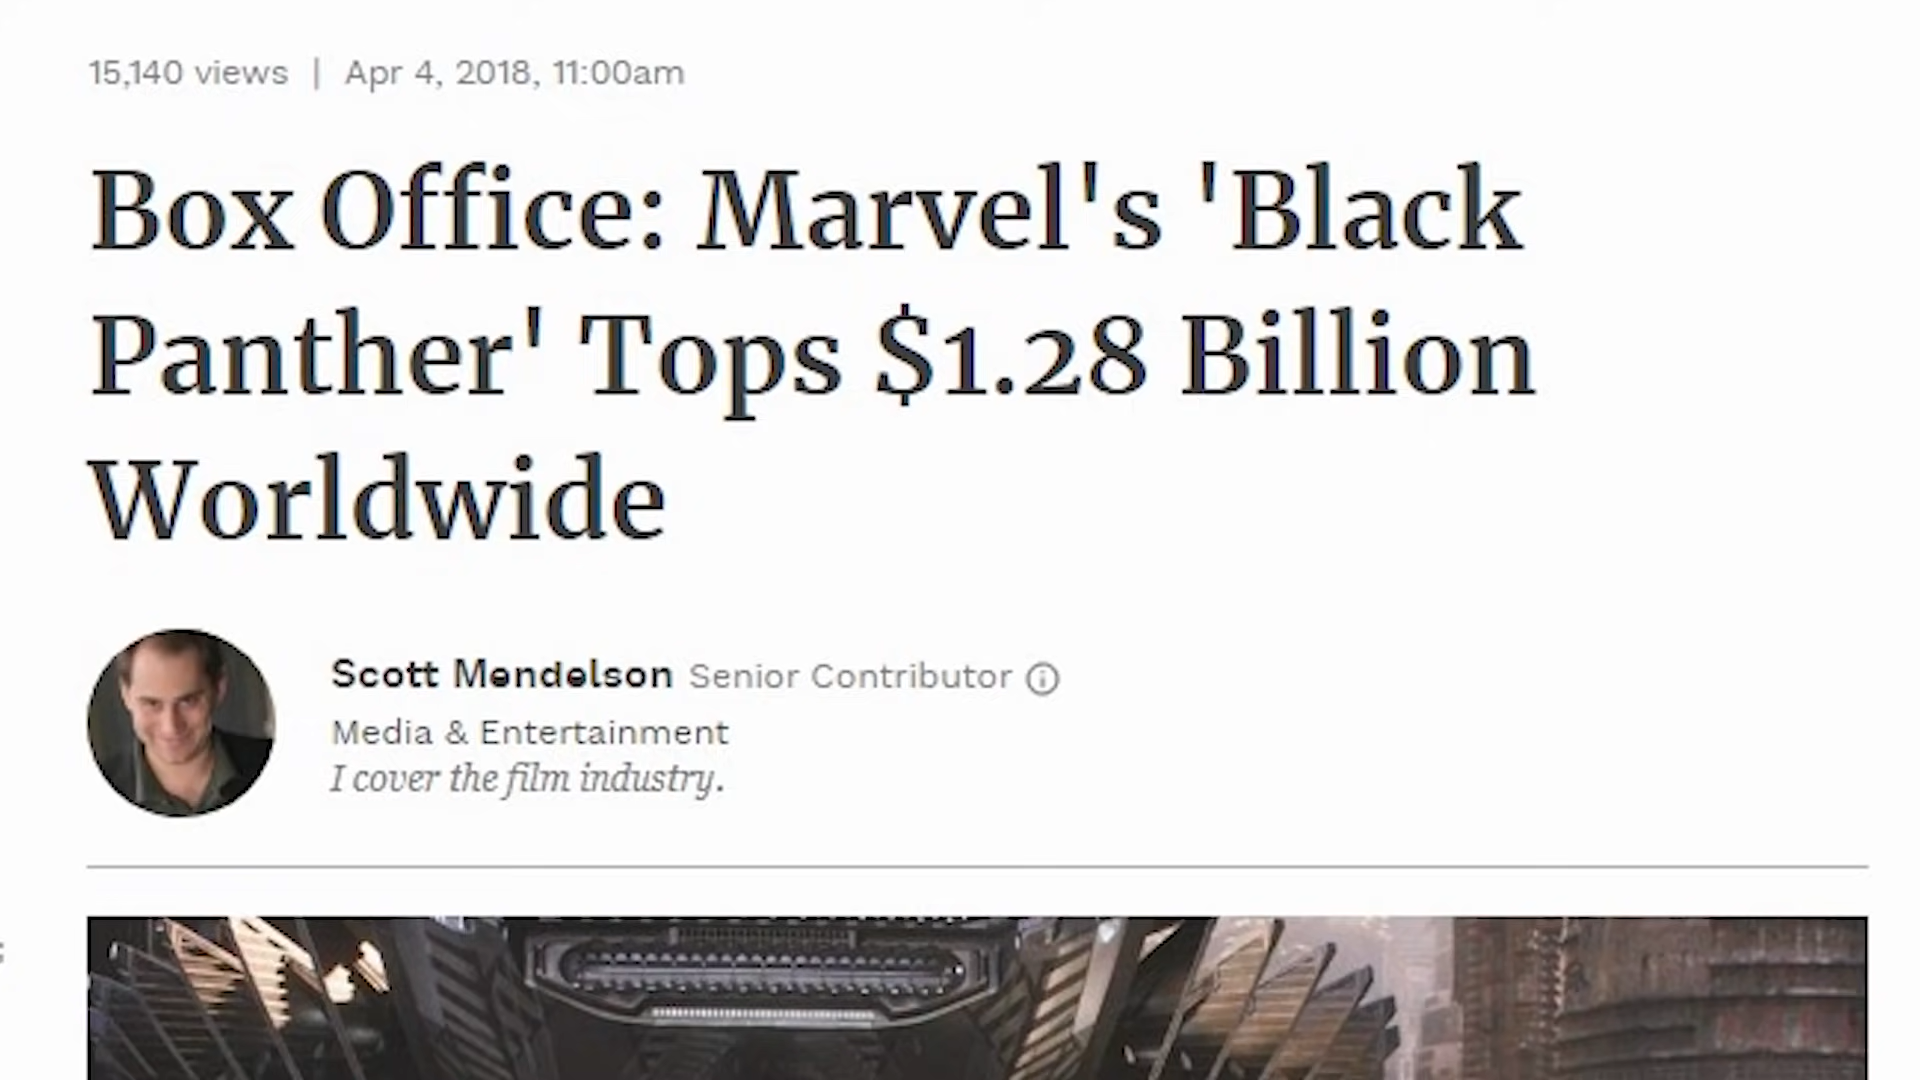 15,140 views | Apr 4, 2018, 11:00am
Box Office: Marvel's 'Black
Panther' Tops $1.28 Billion
Worldwide
Scott Mendelson Senior Contributor
Media & Entertainment
I cover the film industry.